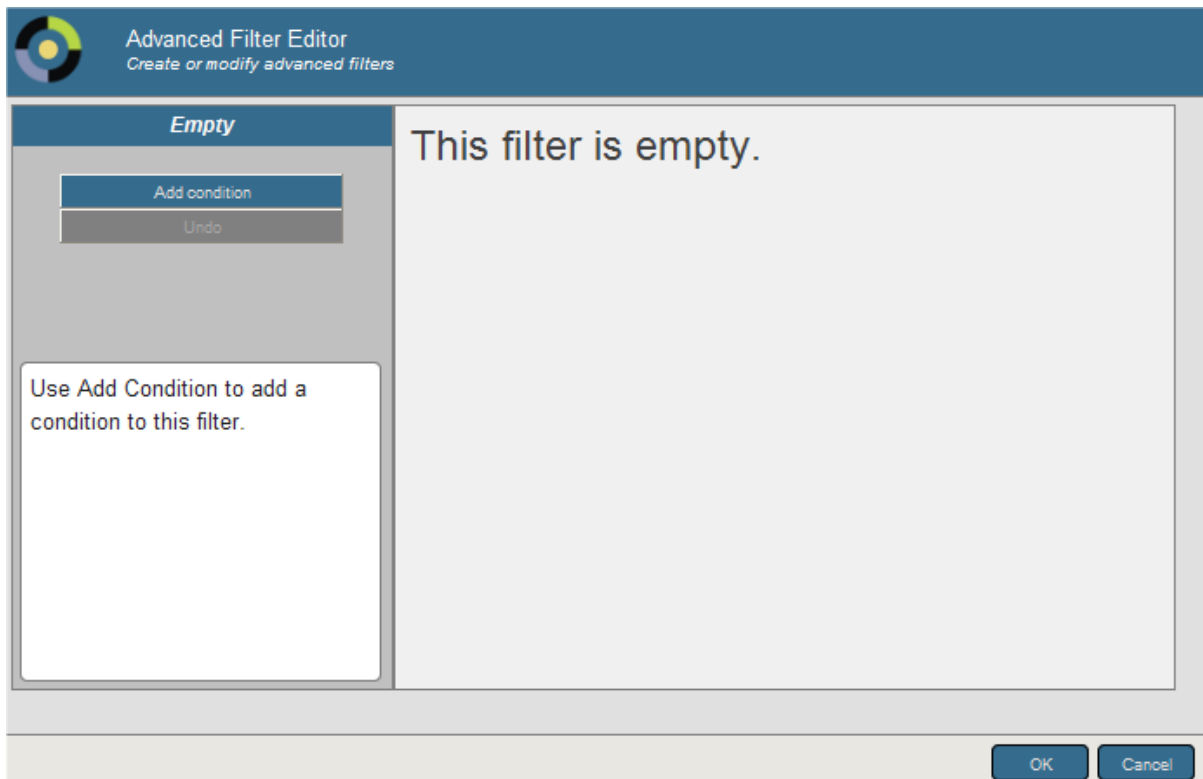 Advanced Filter Editor
Create or modify advanced filters
Empty
Add condition
Undo
Use Add Condition to add a
condition to this filter.
This filter is empty.
OK
Cancel